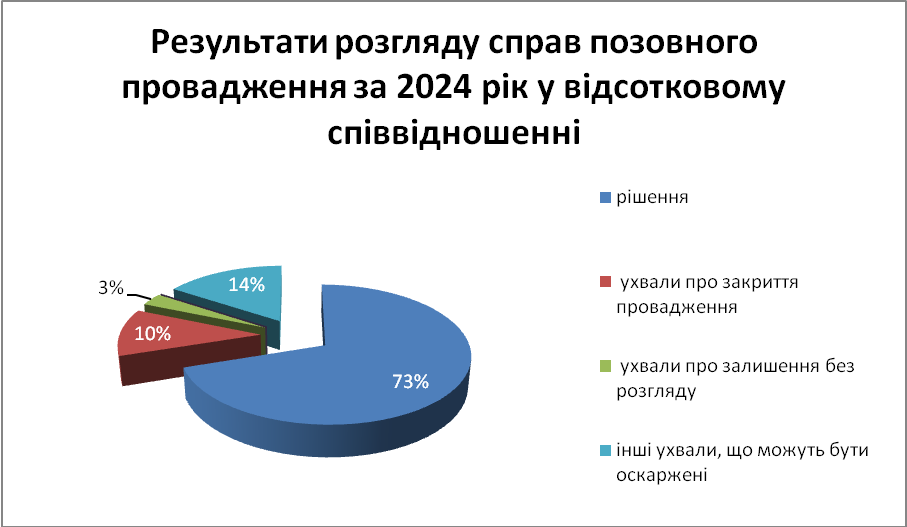 Результати розгляду справ позовного
провадження за 2024 рік у відсотковому
співвідношенні
рішення
ухвали про закриття
провадження
ухвали про залишення без
розгляду
інші ухвали, що можуть бути
оскаржені
14%
3%
10%
73%